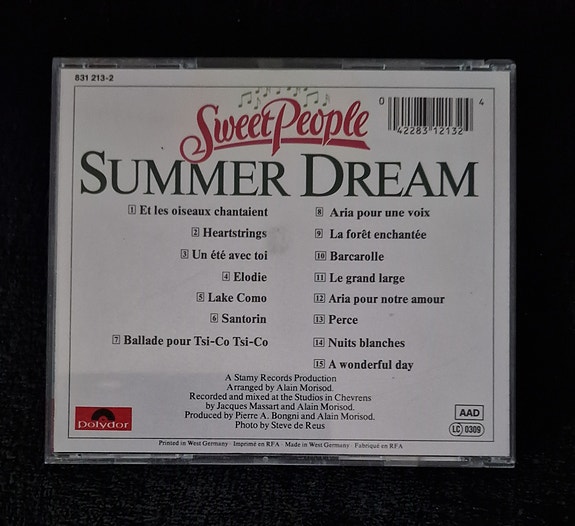 831 213-2
0 42283 12132 4
Sweet People
SUMMER DREAM
1 Et les oiseaux chantaient
2 Heartstrings
3 Un été avec toi
4 Elodie
5 Lake Como
6 Santorin
7 Ballade pour Tsi-Co Tsi-Co
8 Aria pour une voix
9 La forêt enchantée
10 Barcarolle
11 Le grand large
12 Aria pour notre amour
13 Perce
14 Nuits blanches
15 A wonderful day
A Stamy Records Production
Arranged by Alain Morisod.
Recorded and mixed at the Studios in Chevrens
by Jacques Massart and Alain Morisod.
Produced by Pierre A. Bongni and Alain Morisod.
Photo by Steve de Reus
polydor
AAD
LC 0309
Printed in West Germany · Imprimé en RFA · Made in West Germany · Fabriqué en RFA